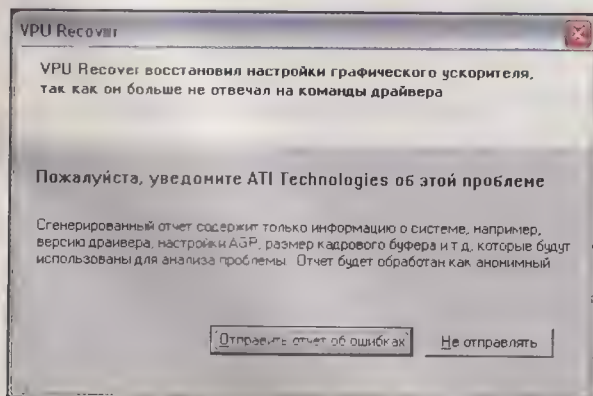 VPU Recover
VPU Recover восстановил настройки графического ускорителя,
так как он больше не отвечал на команды драйвера
Пожалуйста, уведомите ATI Technologies об этой проблеме
Сгенерированный отчет содержит только информацию о системе, например,
версию драйвера, настройки AGP, размер кадрового буфера и т д, которые будут
использованы для анализа проблемы Отчет будет обработан как анонимный
Отправить отчет об ошибках
Не отправлять